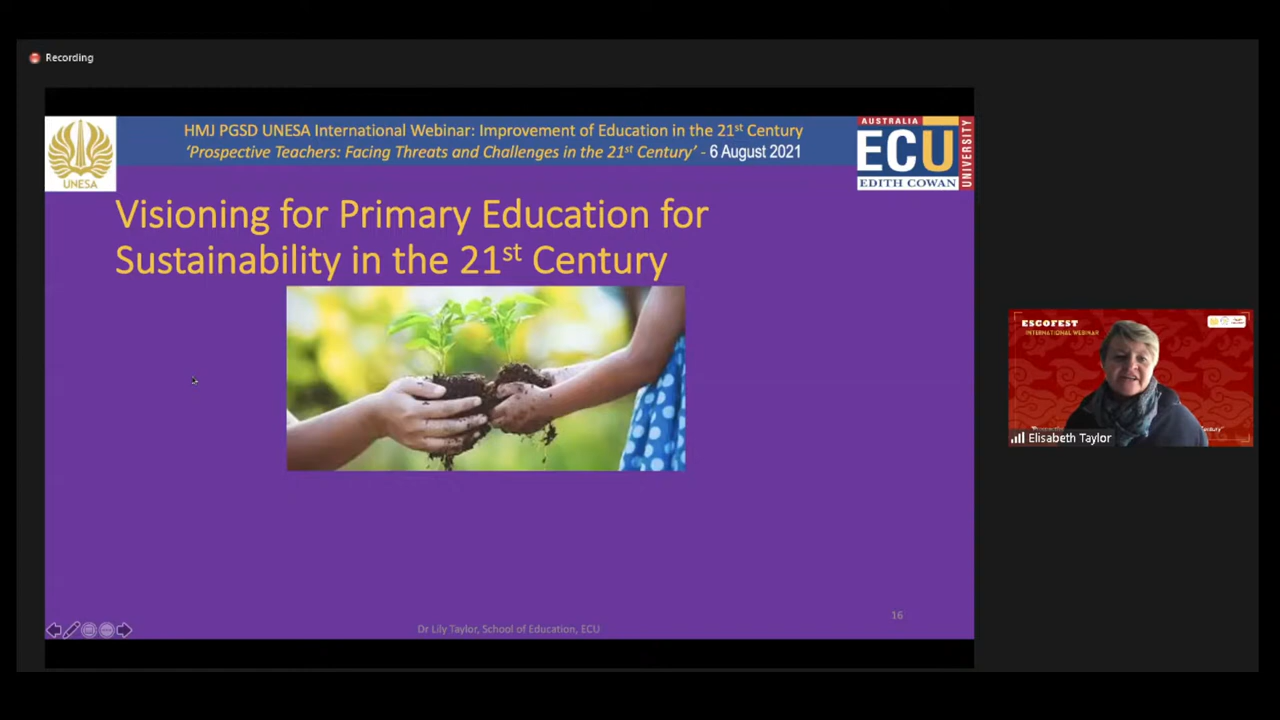 Recording
HMJ PGSD UNESA International Webinar: Improvement of Education in the 21st Century
'Prospective Teachers: Facing Threats and Challenges in the 21st Century' - 6 August 2021
UNESA
AUSTRALIA
ECU
EDITH COWAN
UNIVERSITY
Visioning for Primary Education for
Sustainability in the 21st Century
ESCOFEST
INTERNATIONAL WEBINAR
Elisabeth Taylor
16
Dr Lily Taylor, School of Education, ECU